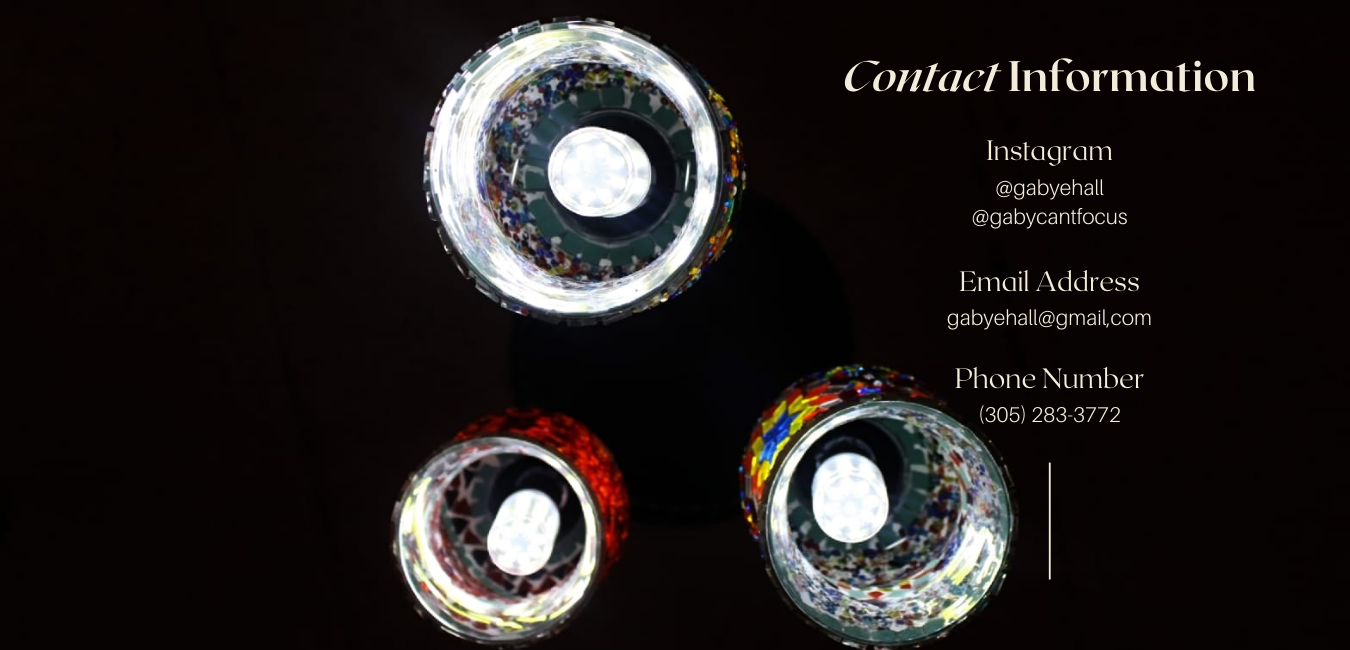 Contact Information
Instagram
@gabyehall
@gabycantfocus
Email Address
gabyehall@gmail,com
Phone Number
(305) 283-3772